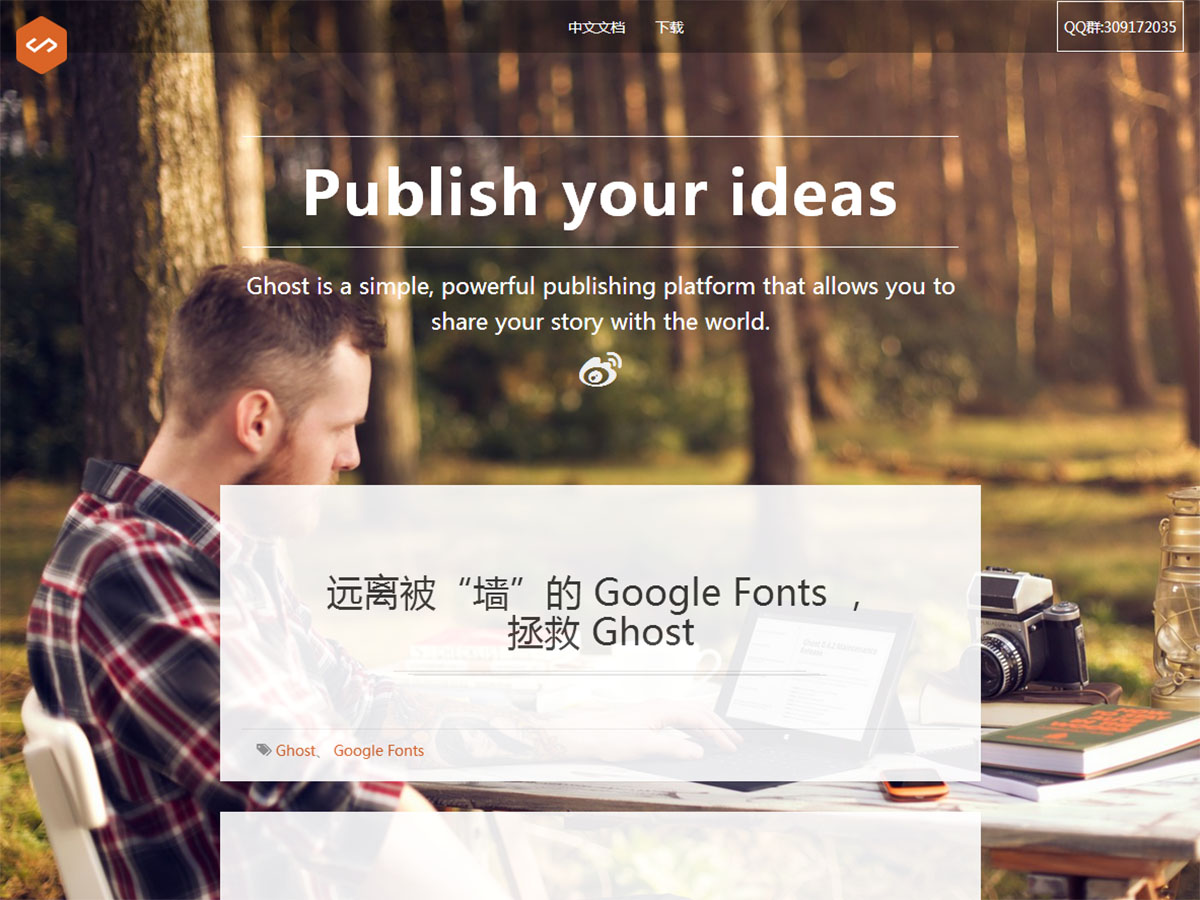 中文文档 下载 QQ群:309172035
Publish your ideas
Ghost is a simple, powerful publishing platform that allows you to
share your story with the world.
远离被“墙”的 Google Fonts ，
拯救 Ghost
Ghost、 Google Fonts